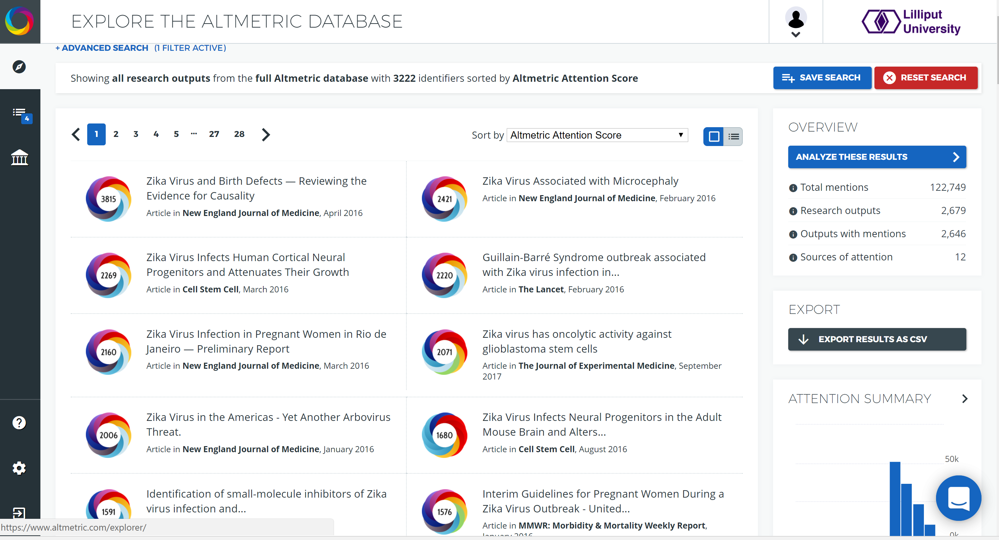 EXPLORE THE ALTMETRIC DATABASE
Lilliput
University
+ ADVANCED SEARCH (1 FILTER ACTIVE)
Showing all research outputs from the full Altmetric database with 3222 identifiers sorted by Altmetric Attention Score
SAVE SEARCH
RESET SEARCH
4
1 2 3 4 5 ... 27 28
Sort by Altmetric Attention Score
3815
Zika Virus and Birth Defects — Reviewing the
Evidence for Causality
Article in New England Journal of Medicine, April 2016
2421
Zika Virus Associated with Microcephaly
Article in New England Journal of Medicine, February 2016
2269
Zika Virus Infects Human Cortical Neural
Progenitors and Attenuates Their Growth
Article in Cell Stem Cell, March 2016
2220
Guillain-Barré Syndrome outbreak associated
with Zika virus infection in...
Article in The Lancet, February 2016
2160
Zika Virus Infection in Pregnant Women in Rio de
Janeiro — Preliminary Report
Article in New England Journal of Medicine, March 2016
2071
Zika virus has oncolytic activity against
glioblastoma stem cells
Article in The Journal of Experimental Medicine, September
2017
2006
Zika Virus in the Americas - Yet Another Arbovirus
Threat.
Article in New England Journal of Medicine, January 2016
1680
Zika Virus Infects Neural Progenitors in the Adult
Mouse Brain and Alters...
Article in Cell Stem Cell, August 2016
1591
Identification of small-molecule inhibitors of Zika
virus infection and...
1576
Interim Guidelines for Pregnant Women During a
Zika Virus Outbreak - United...
Article in MMWR: Morbidity & Mortality Weekly Report,
January 2016
OVERVIEW
ANALYZE THESE RESULTS
Total mentions 122,749
Research outputs 2,679
Outputs with mentions 2,646
Sources of attention 12
EXPORT
EXPORT RESULTS AS CSV
ATTENTION SUMMARY
50k
0k
https://www.altmetric.com/explorer/